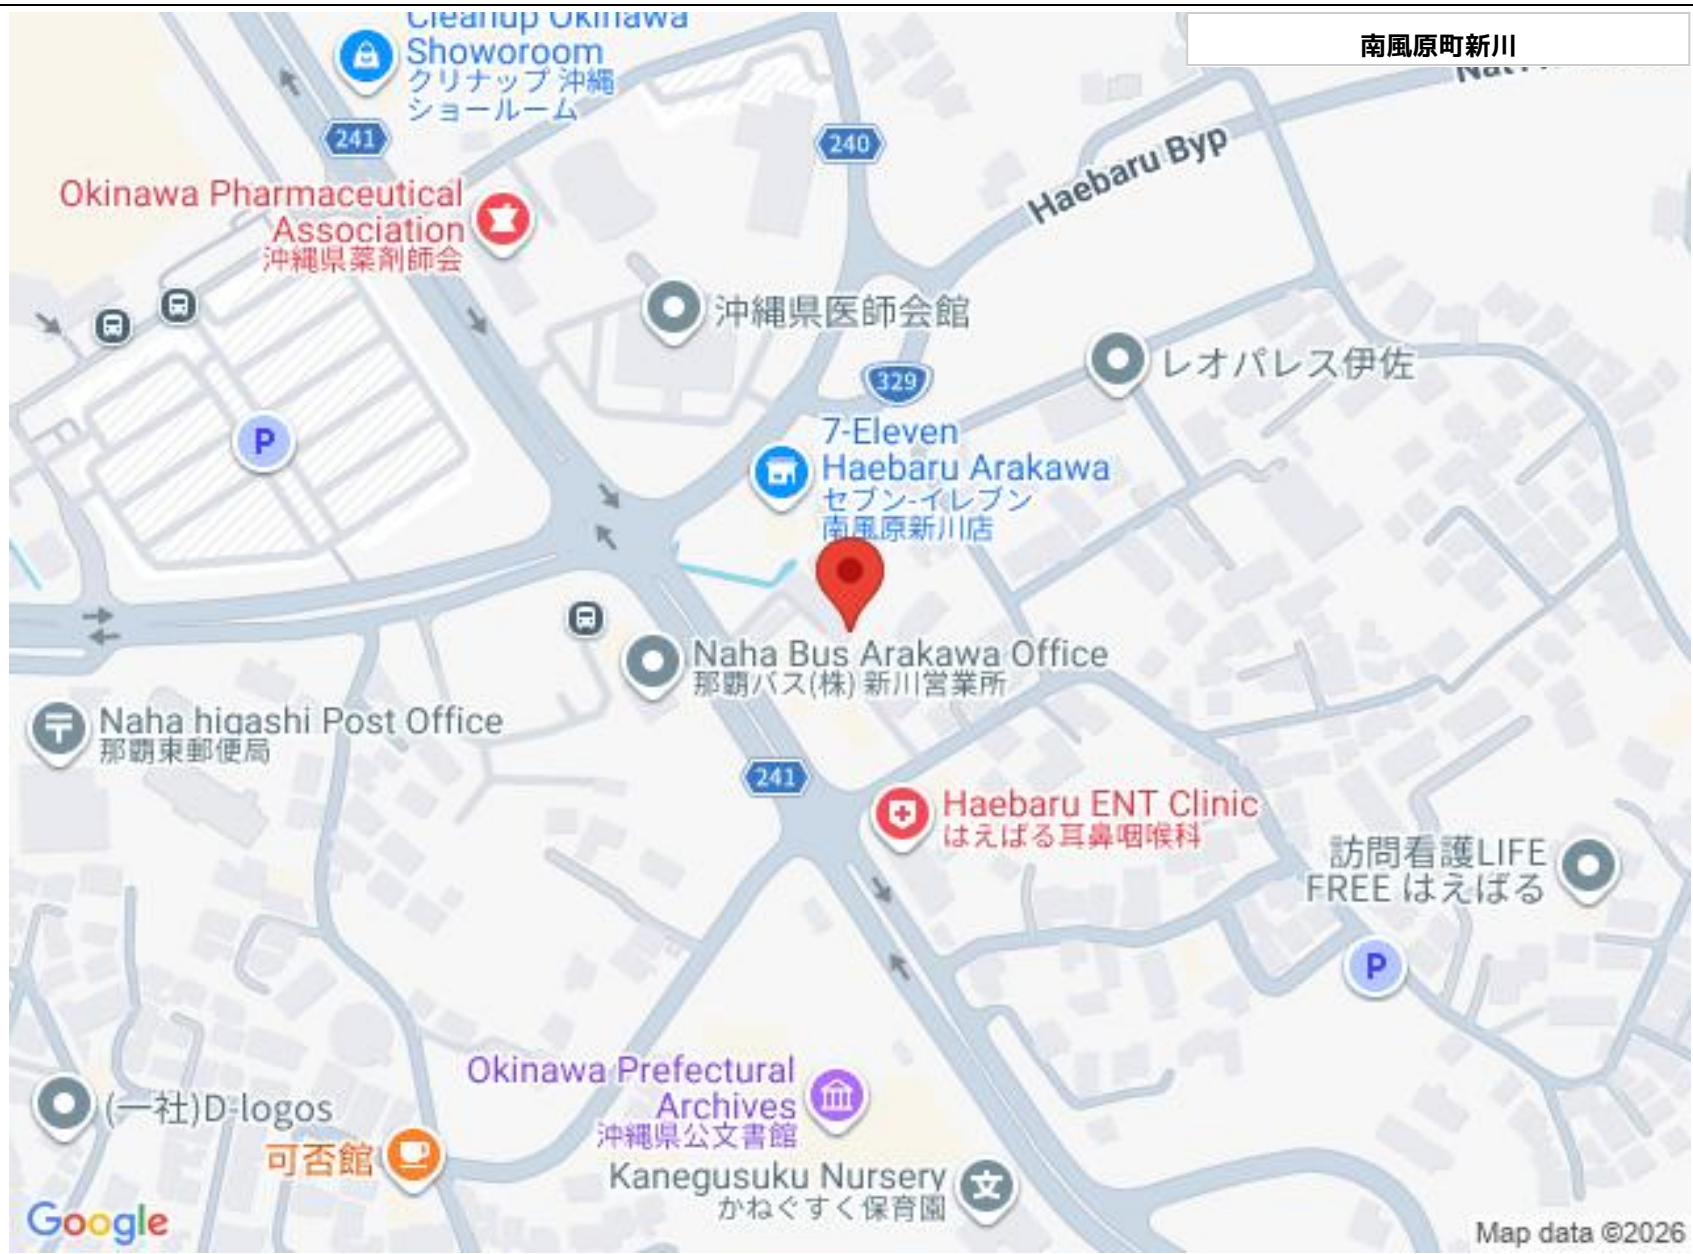 南風原町新川
Cleanup Okinawa
Showoroom
クリナップ 沖縄
ショールーム
241
240
Haebaru Byp
Okinawa Pharmaceutical
Association
沖縄県薬剤師会
沖縄県医師会館
329
レオパレス伊佐
P
7-Eleven
Haebaru Arakawa
セブン-イレブン
南風原新川店
Naha Bus Arakawa Office
那覇バス(株) 新川営業所
Naha higashi Post Office
那覇東郵便局
241
Haebaru ENT Clinic
はえばる耳鼻咽喉科
訪問看護LIFE
FREE はえばる
P
Okinawa Prefectural
Archives
沖縄県公文書館
(一社)D-logos
可否館
Kanegusuku Nursery
かねぐすく保育園
文
Google
Map data ©2026